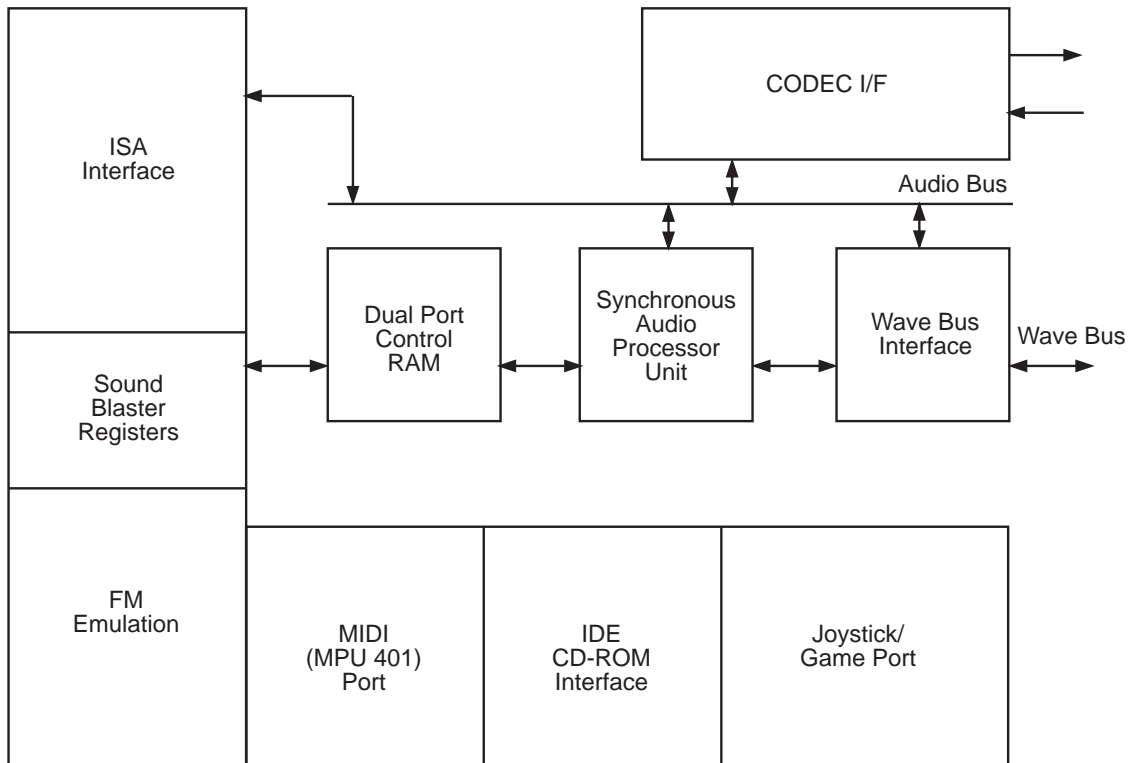 ISA
Interface
CODEC I/F
Audio Bus
Dual Port
Control
RAM
Synchronous
Audio
Processor
Unit
Wave Bus
Interface
Wave Bus
Sound
Blaster
Registers
FM
Emulation
MIDI
(MPU 401)
Port
IDE
CD-ROM
Interface
Joystick/
Game Port